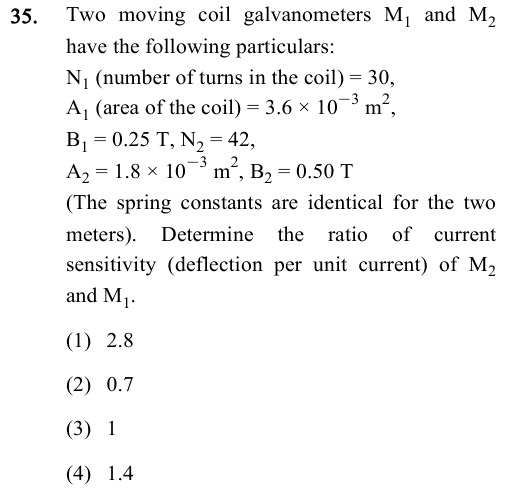 35. Two moving coil galvanometers M₁ and M₂
have the following particulars:
N₁ (number of turns in the coil) = 30,
A₁ (area of the coil) = 3.6 × 10⁻³ m²,
B₁ = 0.25 T, N₂ = 42,
A₂ = 1.8 × 10⁻³ m², B₂ = 0.50 T
(The spring constants are identical for the two
meters). Determine the ratio of current
sensitivity (deflection per unit current) of M₂
and M₁.
(1) 2.8
(2) 0.7
(3) 1
(4) 1.4